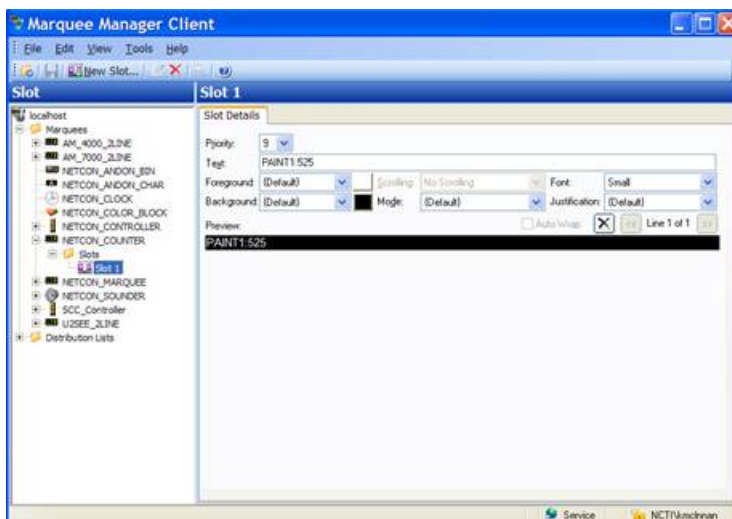 Marquee Manager Client
File Edit View Tools Help
New Slot...
Slot
Slot 1
localhost
Marquees
AM_4000_2LINE
AM_7000_2LINE
NETCON_ANDON_BIN
NETCON_ANDON_CHAR
NETCON_CLOCK
NETCON_COLOR_BLOCK
NETCON_CONTROLLER
NETCON_COUNTER
Slots
Slot 1
NETCON_MARQUEE
NETCON_SOUNDER
SCC_Controller
U2SEE_2LINE
Distribution Lists
Slot Details
Priority: 9
Text: PAINT1:525
Foreground: (Default) Scrolling: No Scrolling Font: Small
Background: (Default) Mode: (Default) Justification: (Default)
Preview: Auto Wrap << Line 1 of 1 >>
PAINT1:525
Service